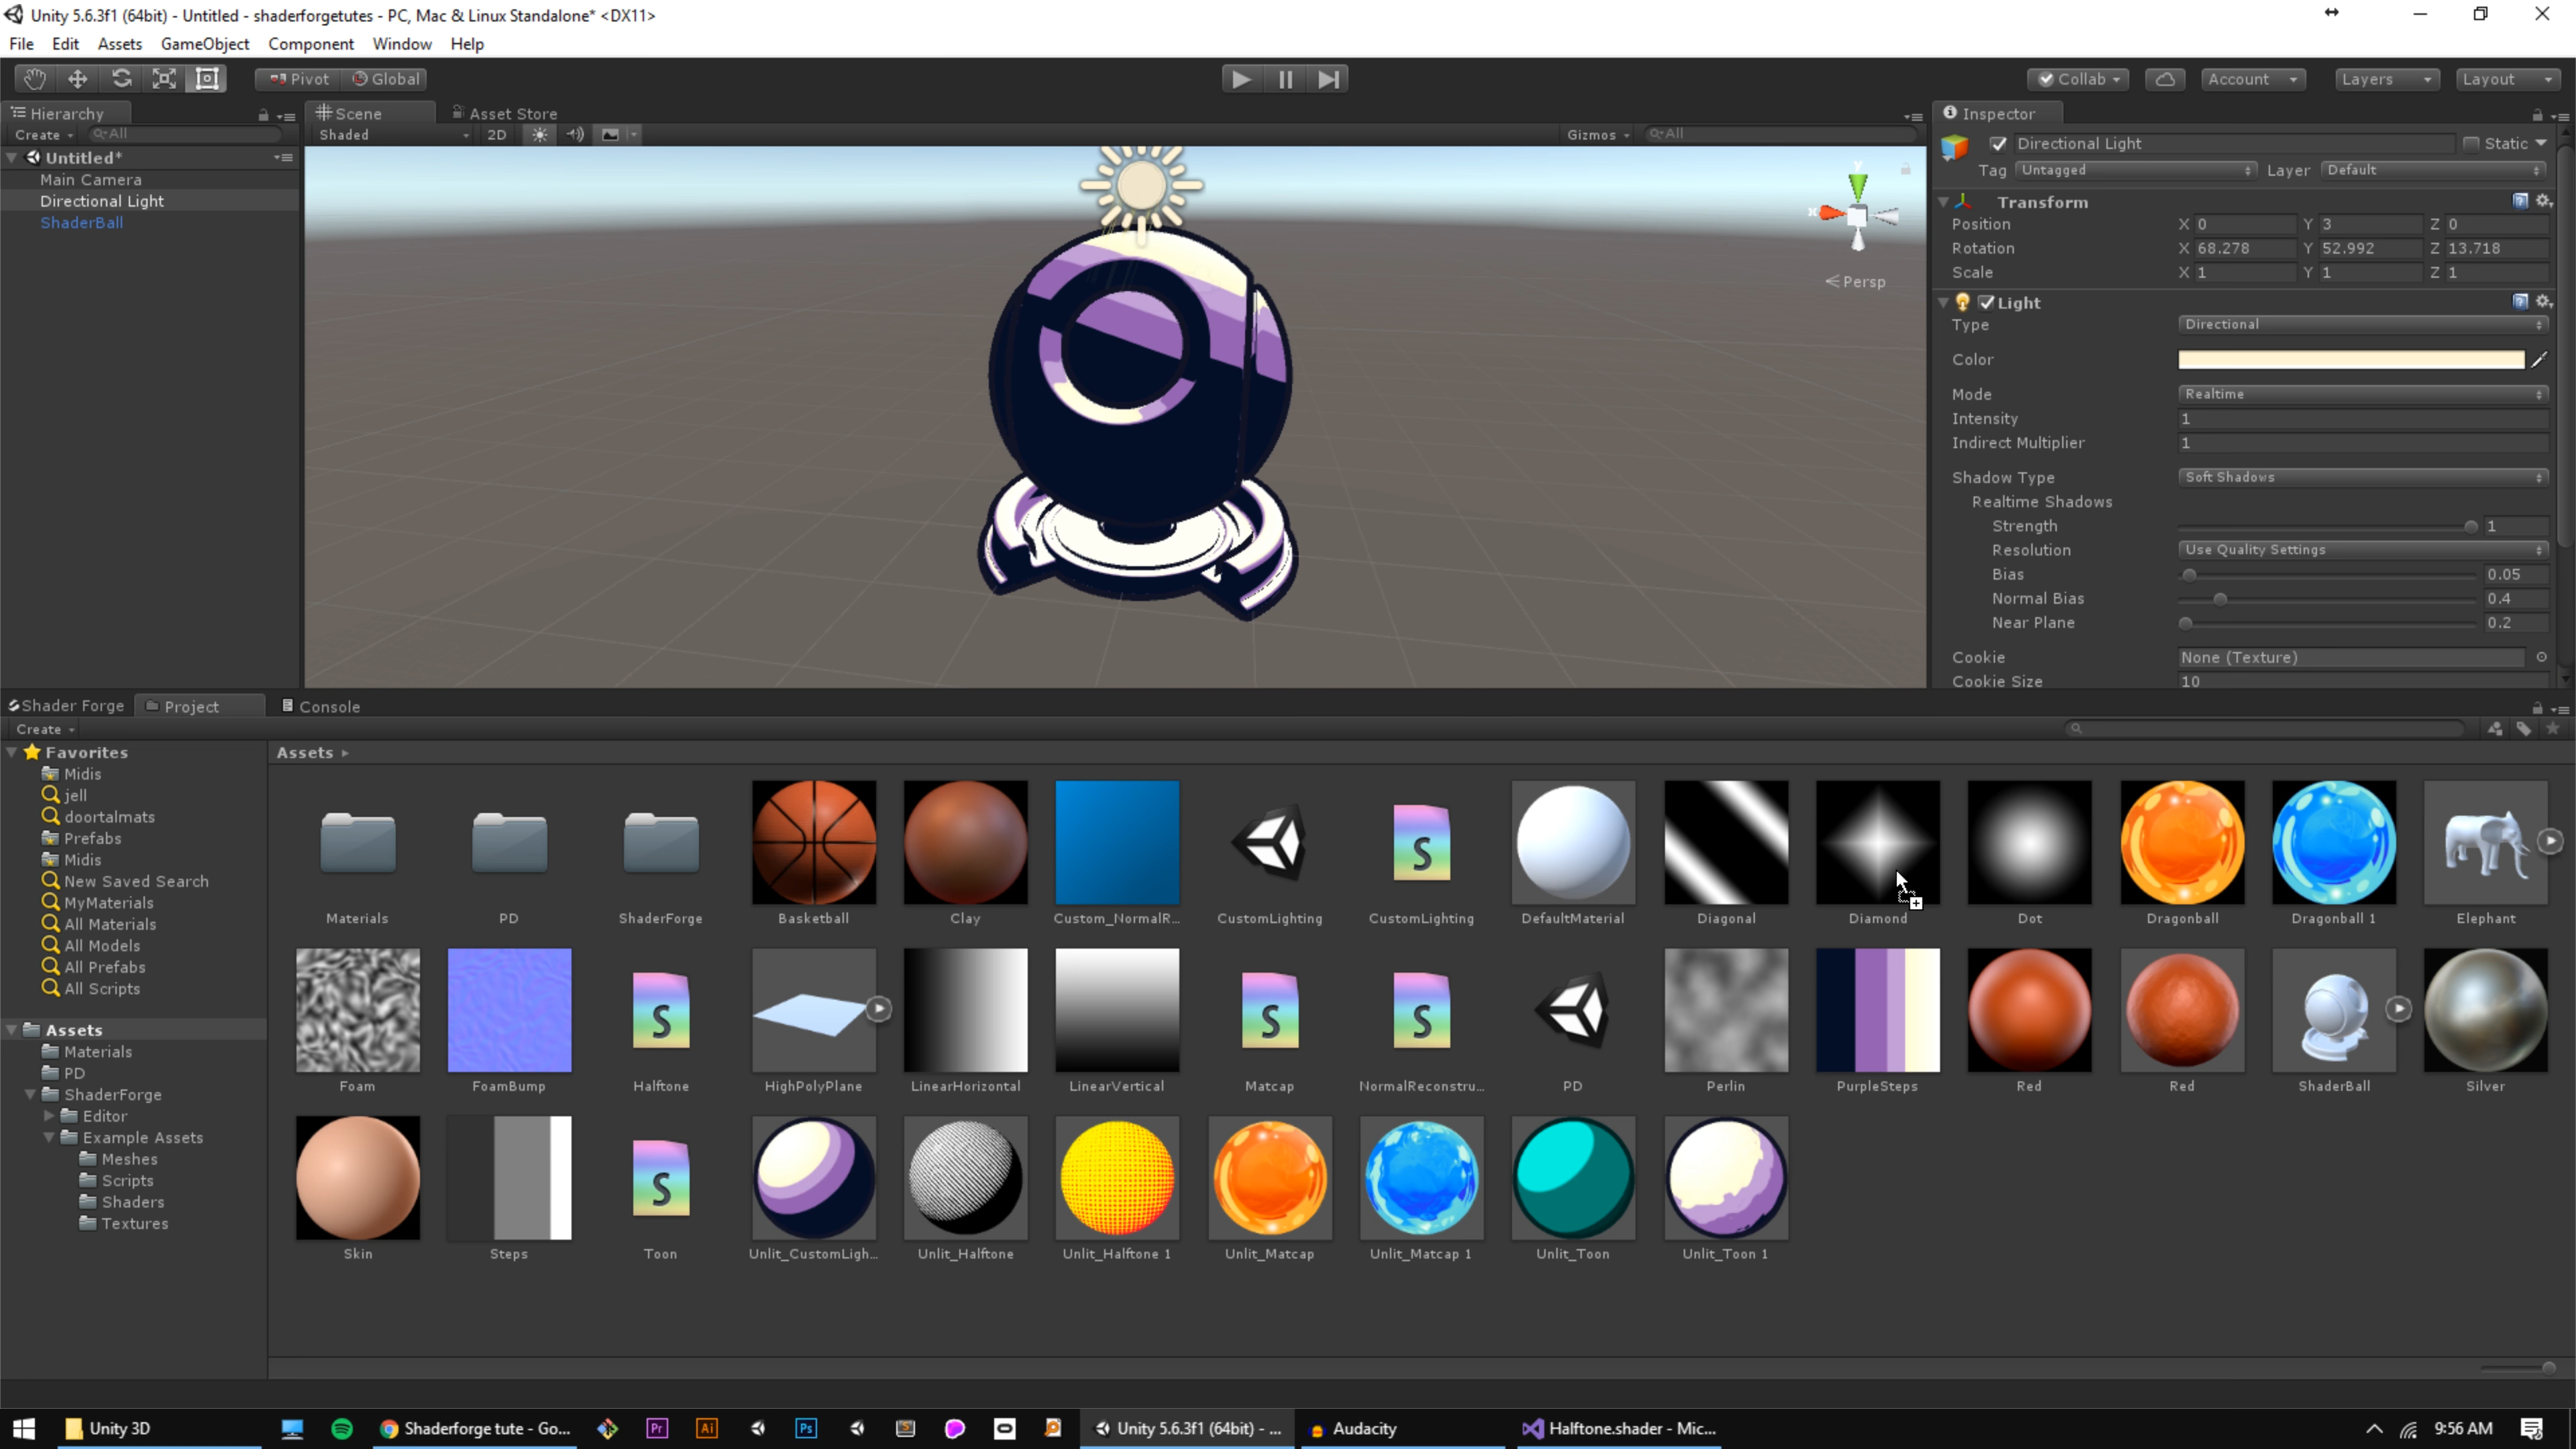 Unity 5.6.3f1 (64bit) - Untitled - shaderforgetutes - PC, Mac & Linux Standalone* <DX11>
File Edit Assets GameObject Component Window Help
Pivot Global Collab Account Layers Layout
Hierarchy
Create All
Untitled*
Main Camera
Directional Light
ShaderBall
Scene Asset Store
Shaded 2D Gizmos All
y
x
Persp
Inspector
Directional Light Static
Tag Untagged Layer Default
Transform
Position X 0 Y 3 Z 0
Rotation X 68.278 Y 52.992 Z 13.718
Scale X 1 Y 1 Z 1
Light
Type Directional
Color
Mode Realtime
Intensity 1
Indirect Multiplier 1
Shadow Type Soft Shadows
Realtime Shadows
Strength 1
Resolution Use Quality Settings
Bias 0.05
Normal Bias 0.4
Near Plane 0.2
Cookie None (Texture)
Cookie Size 10
Shader Forge Project Console
Create
Favorites
Midis
jell
doortalmats
Prefabs
Midis
New Saved Search
MyMaterials
All Materials
All Models
All Prefabs
All Scripts
Assets
Materials
PD
ShaderForge
Editor
Example Assets
Meshes
Scripts
Shaders
Textures
Assets
Materials PD ShaderForge Basketball Clay Custom_NormalR... CustomLighting CustomLighting DefaultMaterial Diagonal Diamond Dot Dragonball Dragonball 1 Elephant
Foam FoamBump Halftone HighPolyPlane LinearHorizontal LinearVertical Matcap NormalReconstru... PD Perlin PurpleSteps Red Red ShaderBall Silver
Skin Steps Toon Unlit_CustomLigh... Unlit_Halftone Unlit_Halftone 1 Unlit_Matcap Unlit_Matcap 1 Unlit_Toon Unlit_Toon 1
Unity 3D Shaderforge tute - Go... Pr Ai Ps Unity 5.6.3f1 (64bit) - ... Audacity Halftone.shader - Mic... 9:56 AM